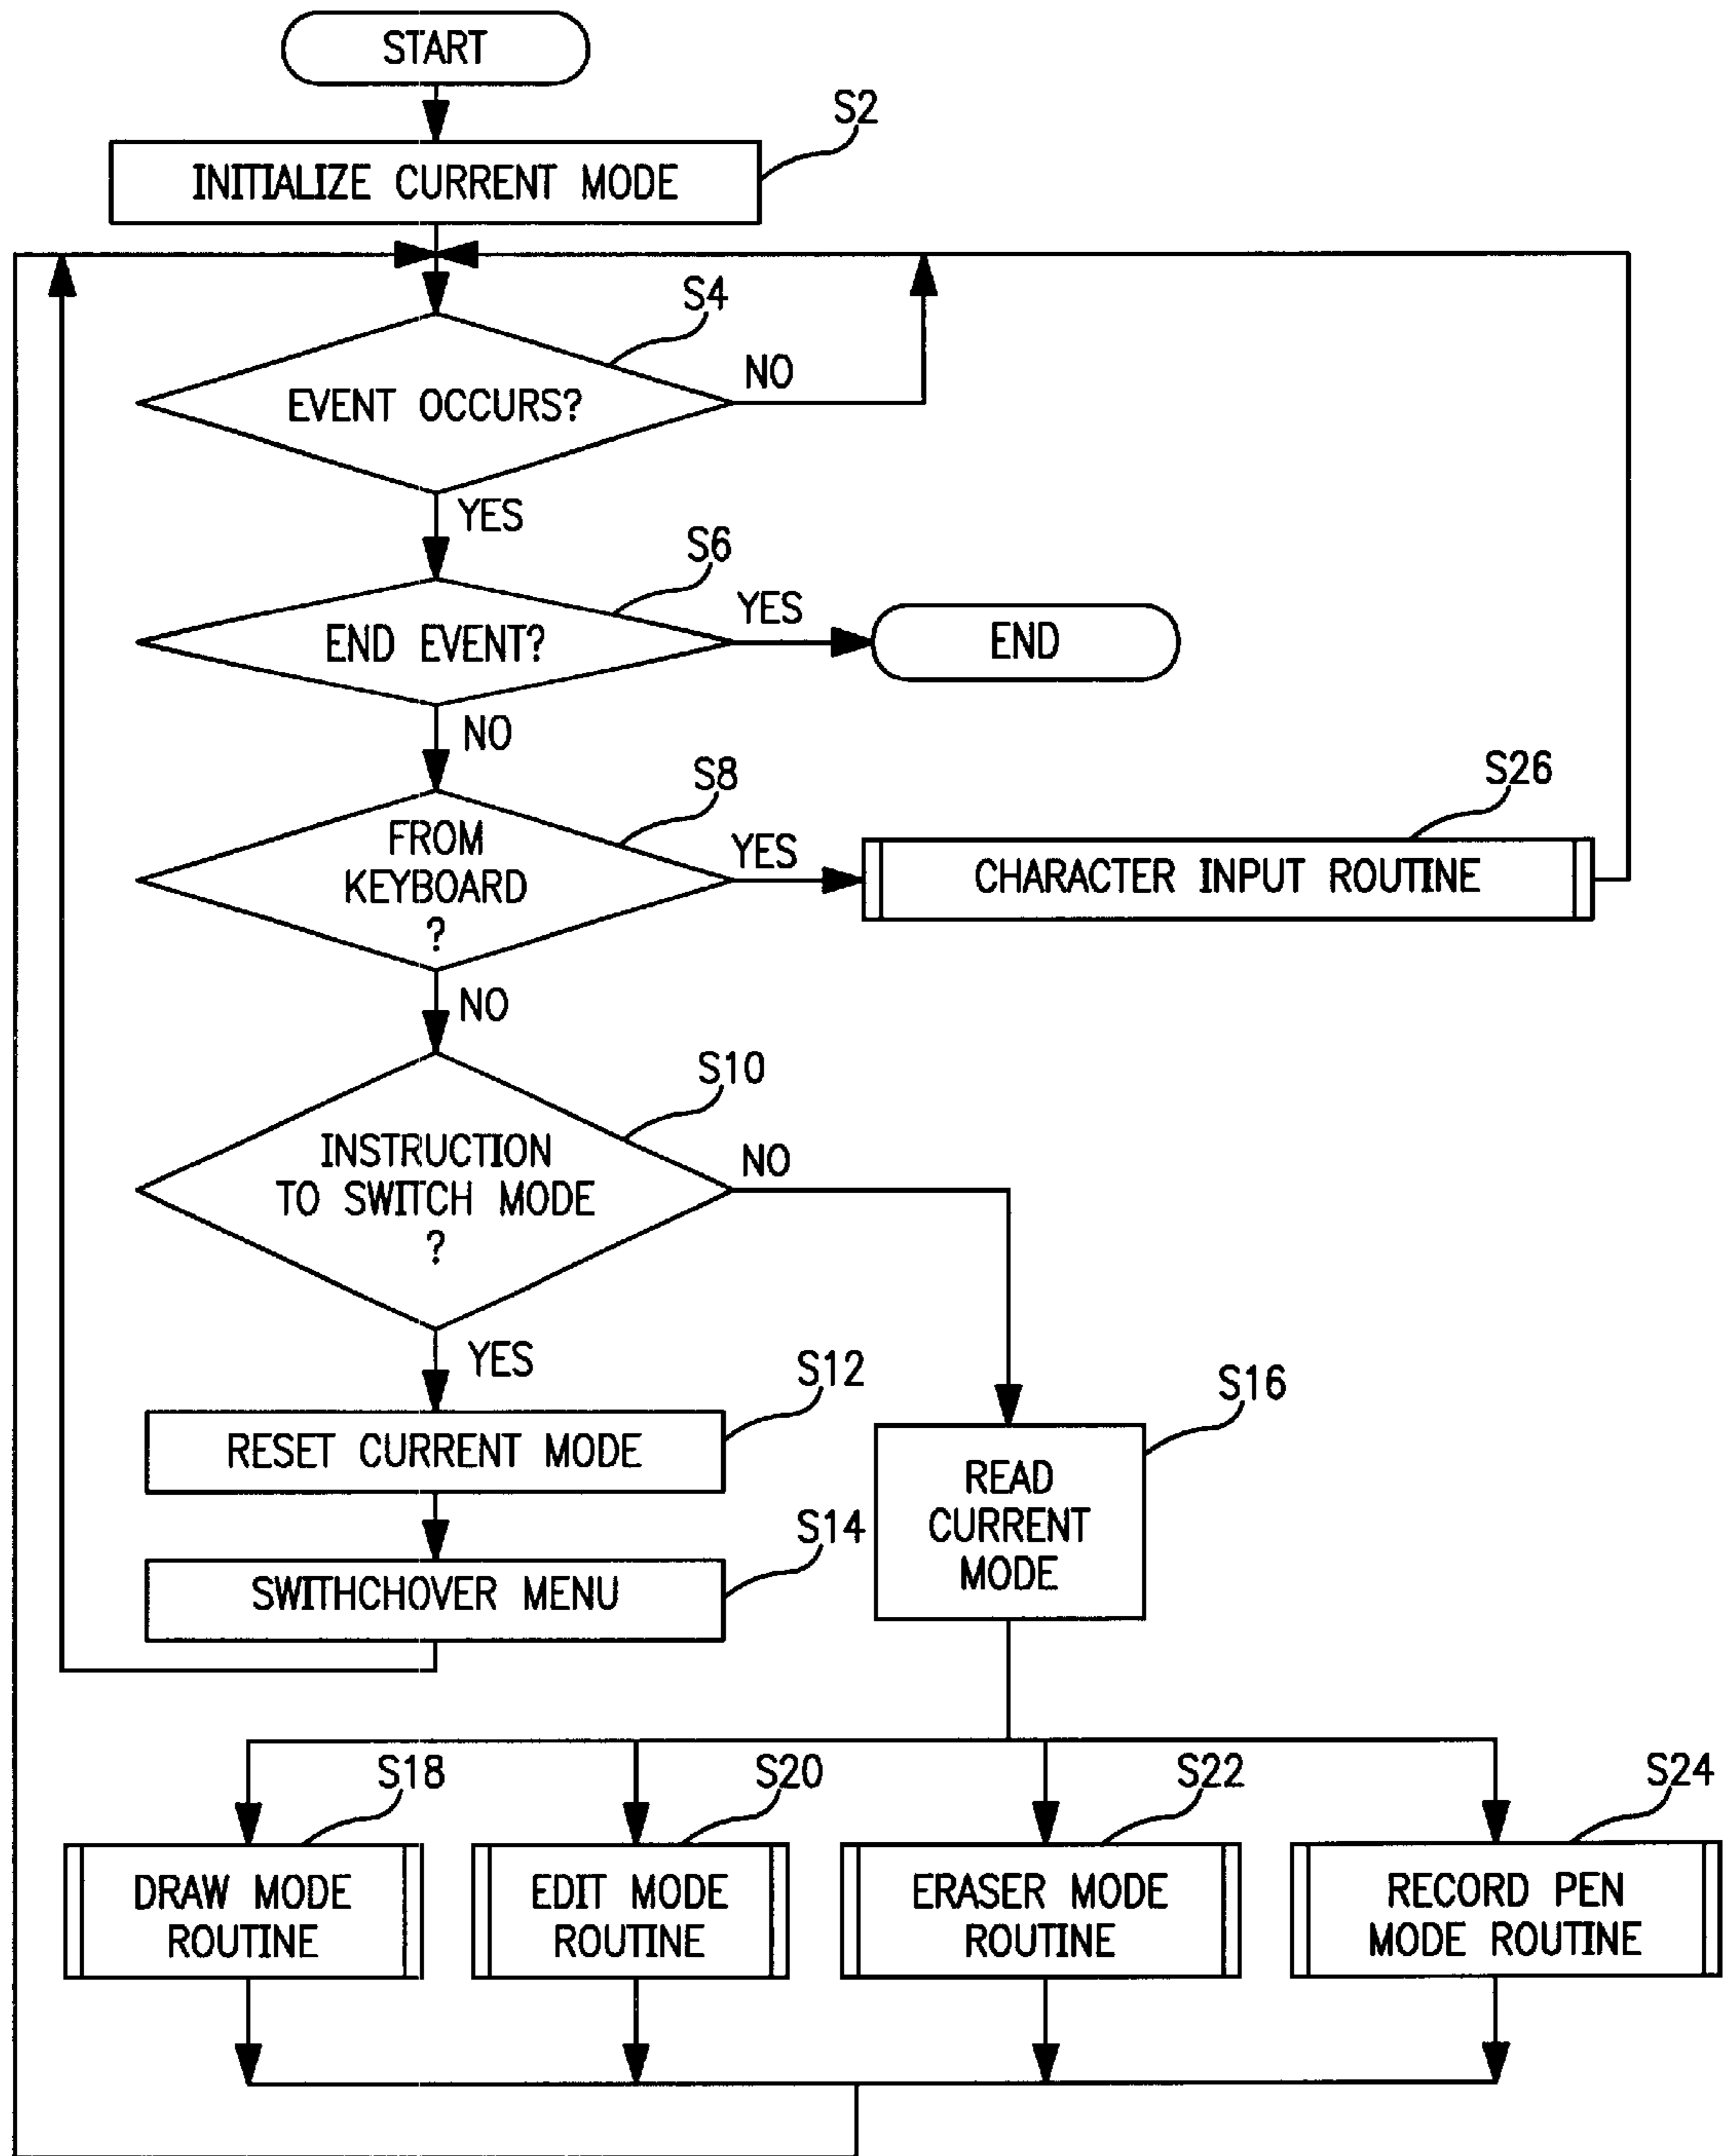 START
S2
INITIALIZE CURRENT MODE
S4
EVENT OCCURS?
NO
YES
S6
END EVENT?
YES
END
NO
S8
FROM
KEYBOARD
?
YES
S26
CHARACTER INPUT ROUTINE
NO
S10
INSTRUCTION
TO SWITCH MODE
?
NO
YES
S12
RESET CURRENT MODE
S14
SWITHCHOVER MENU
S16
READ
CURRENT
MODE
S18
DRAW MODE
ROUTINE
S20
EDIT MODE
ROUTINE
S22
ERASER MODE
ROUTINE
S24
RECORD PEN
MODE ROUTINE